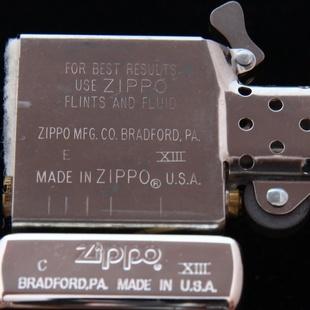 FOR BEST RESULTS
USE ZIPPO
FLINTS AND FLUID
ZIPPO MFG. CO. BRADFORD, PA.
E XIII
MADE IN ZIPPO® U.S.A.
C Zippo XIII
BRADFORD, PA. MADE IN U.S.A.